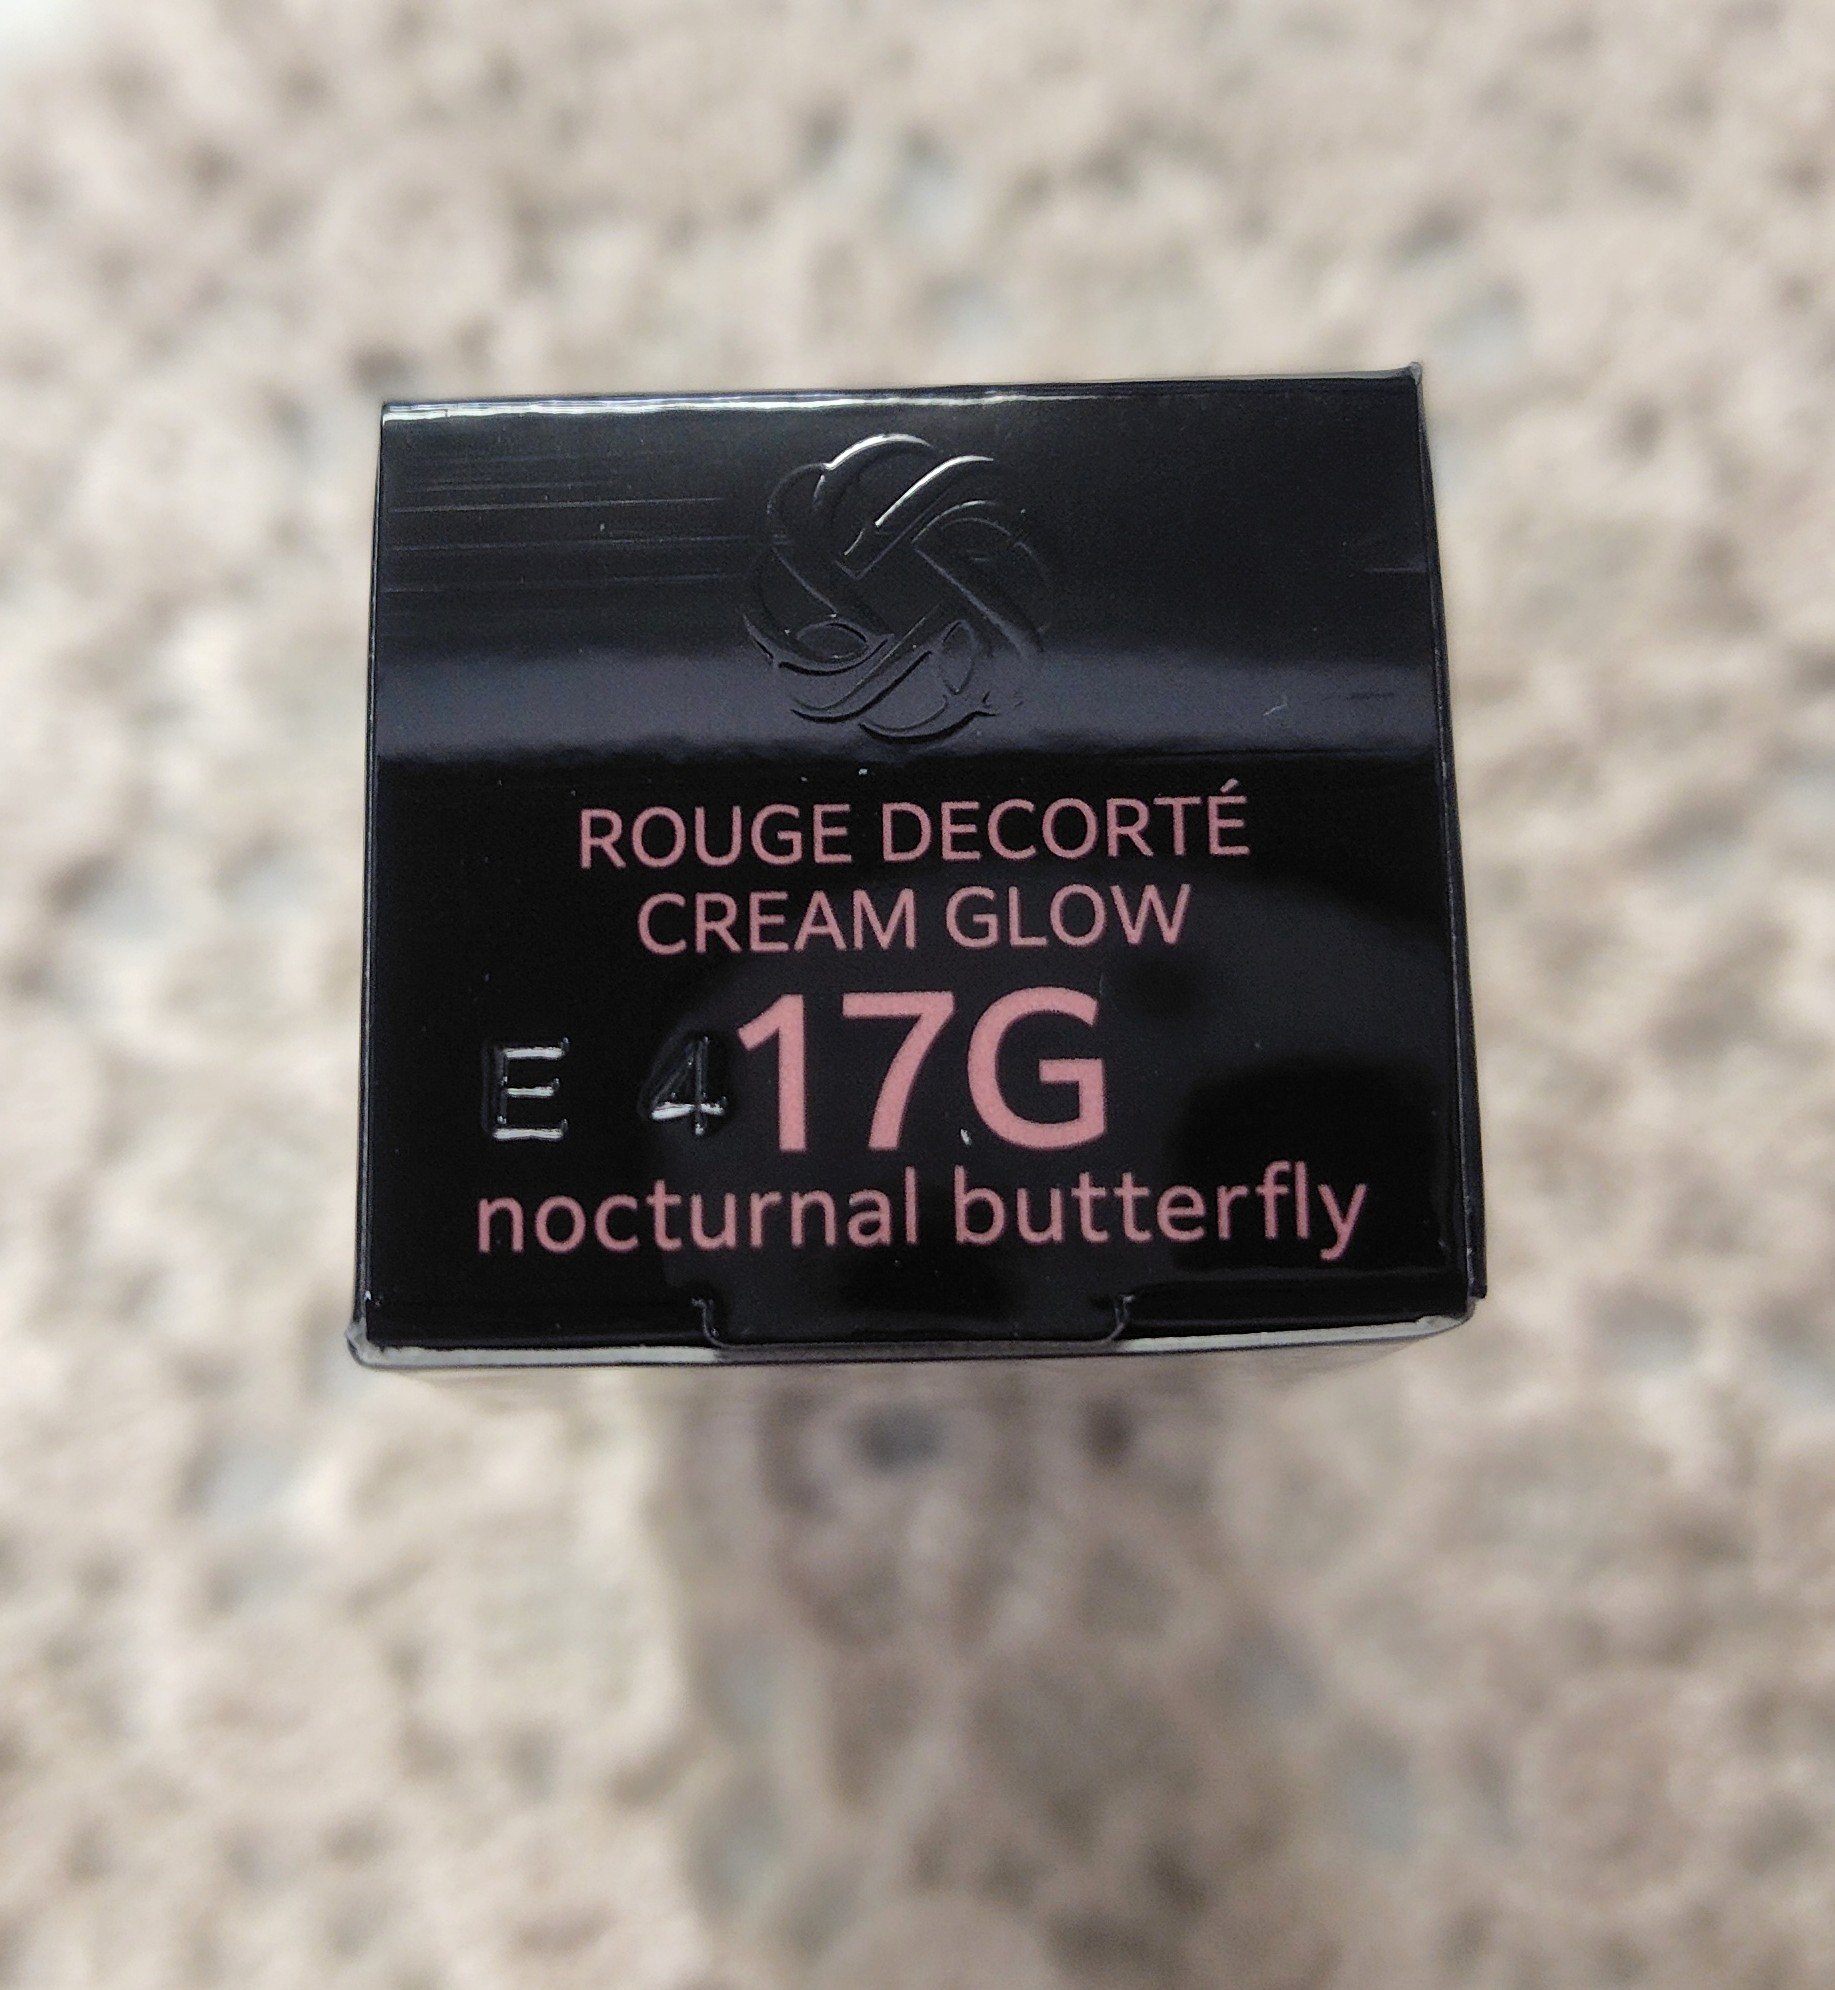 ROUGE DECORTÉ
CREAM GLOW
E 4
17G
nocturnal butterfly